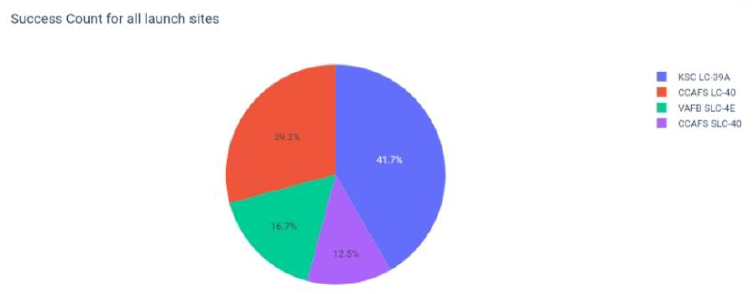 Success Count for all launch sites
KSC LC-39A
CCAFS LC-40
VAFB SLC-4E
CCAFS SLC-40
29.2%
41.7%
16.7%
12.5%